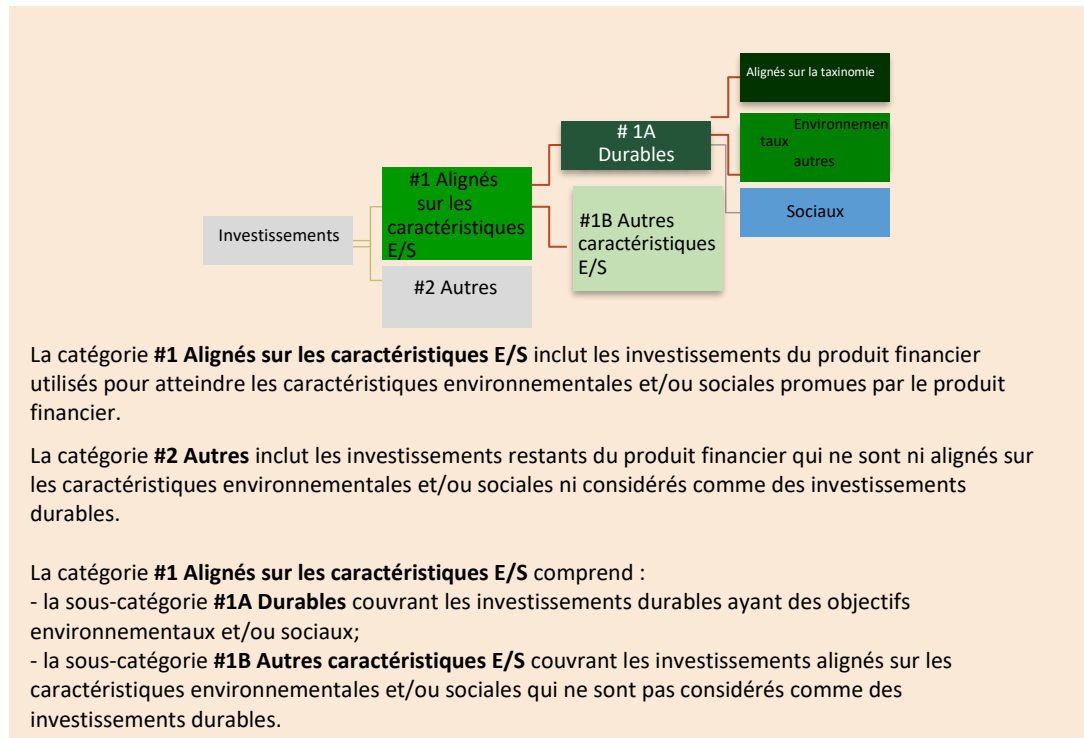 Alignés sur la taxinomie
# 1A
Durables
Environnemen
taux
autres
#1 Alignés
sur les
caractéristiques
E/S
Sociaux
#1B Autres
caractéristiques
E/S
Investissements
#2 Autres
La catégorie #1 Alignés sur les caractéristiques E/S inclut les investissements du produit financier
utilisés pour atteindre les caractéristiques environnementales et/ou sociales promues par le produit
financier.
La catégorie #2 Autres inclut les investissements restants du produit financier qui ne sont ni alignés sur
les caractéristiques environnementales et/ou sociales ni considérés comme des investissements
durables.
La catégorie #1 Alignés sur les caractéristiques E/S comprend :
- la sous-catégorie #1A Durables couvrant les investissements durables ayant des objectifs
environnementaux et/ou sociaux;
- la sous-catégorie #1B Autres caractéristiques E/S couvrant les investissements alignés sur les
caractéristiques environnementales et/ou sociales qui ne sont pas considérés comme des
investissements durables.